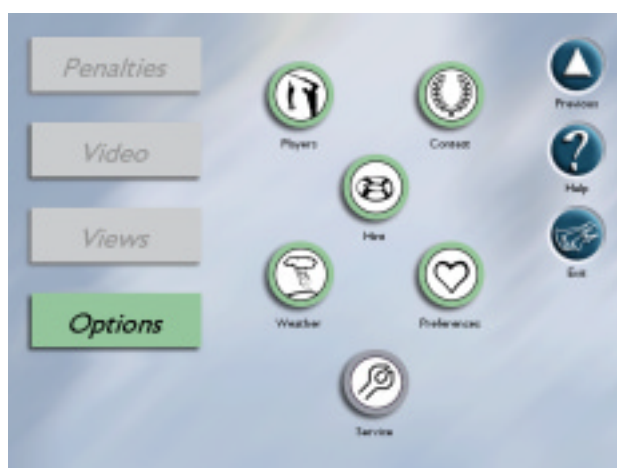 Penalties
Video
Views
Options
Players
Contest
Hire
Weather
Preferences
Service
Previous
Help
Exit